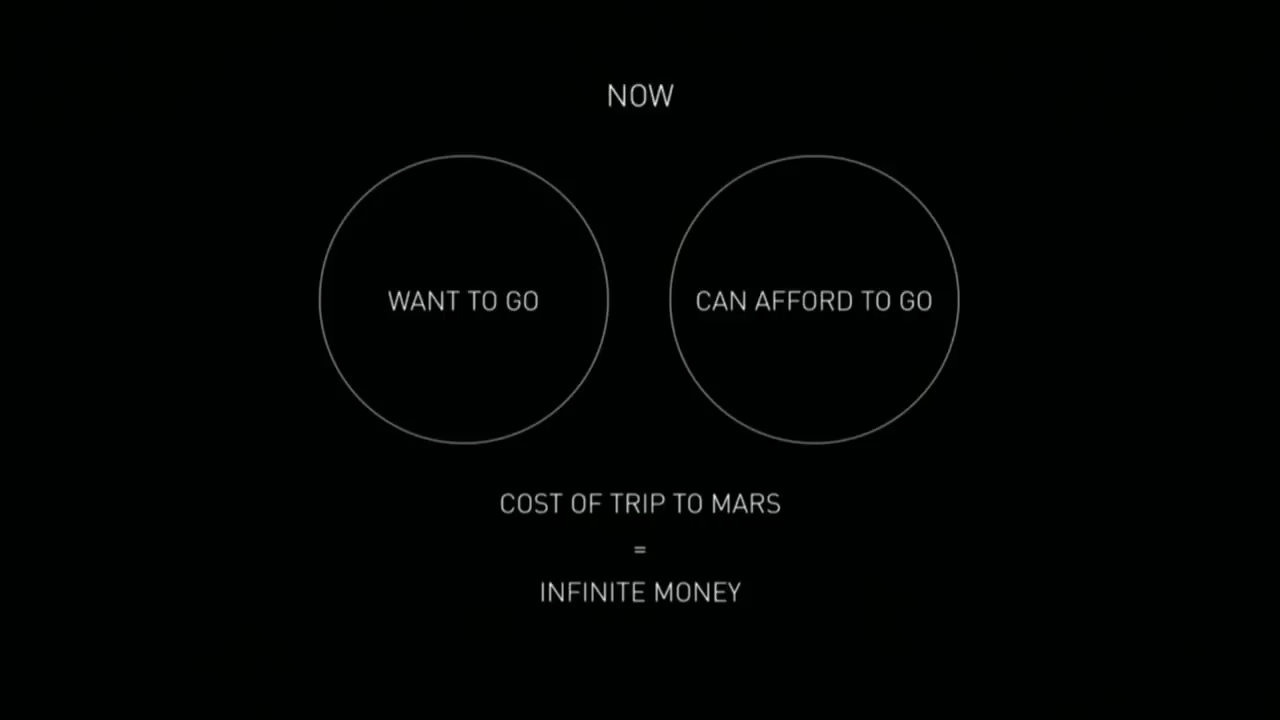 NOW
WANT TO GO
CAN AFFORD TO GO
COST OF TRIP TO MARS
=
INFINITE MONEY